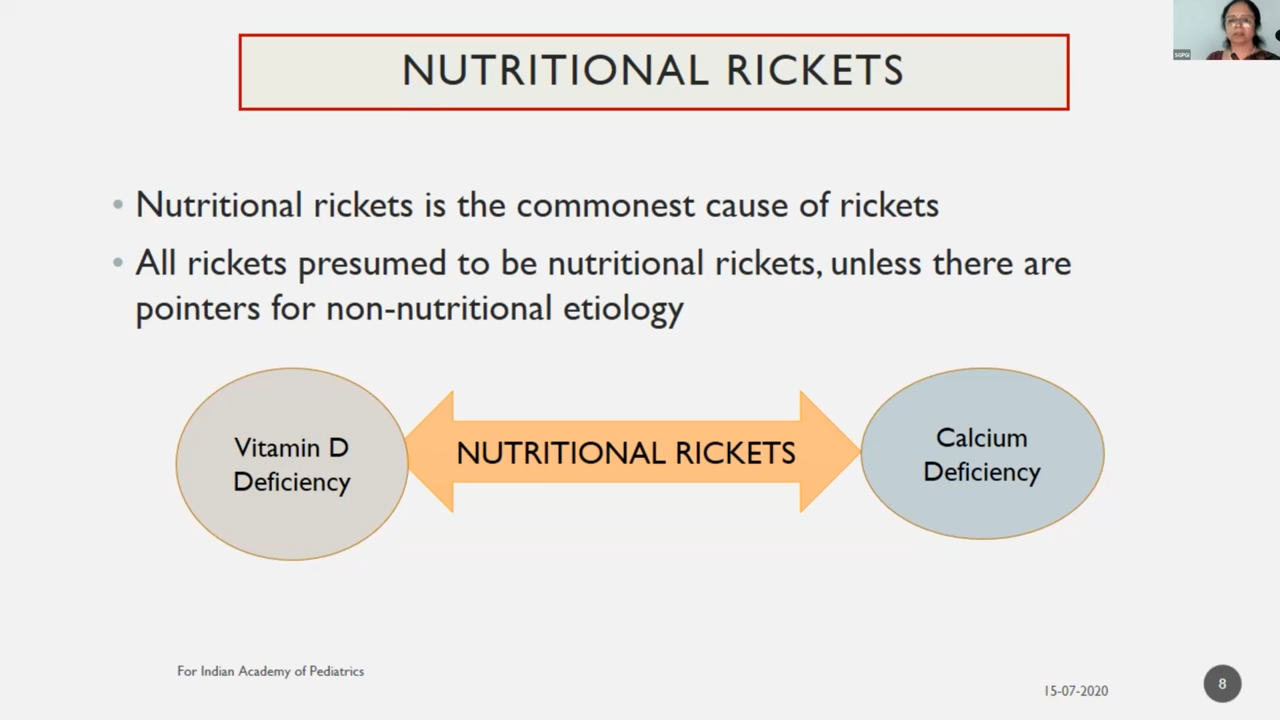 NUTRITIONAL RICKETS
SGPGI
• Nutritional rickets is the commonest cause of rickets
• All rickets presumed to be nutritional rickets, unless there are
pointers for non-nutritional etiology
Vitamin D
Deficiency
NUTRITIONAL RICKETS
Calcium
Deficiency
For Indian Academy of Pediatrics
15-07-2020
8